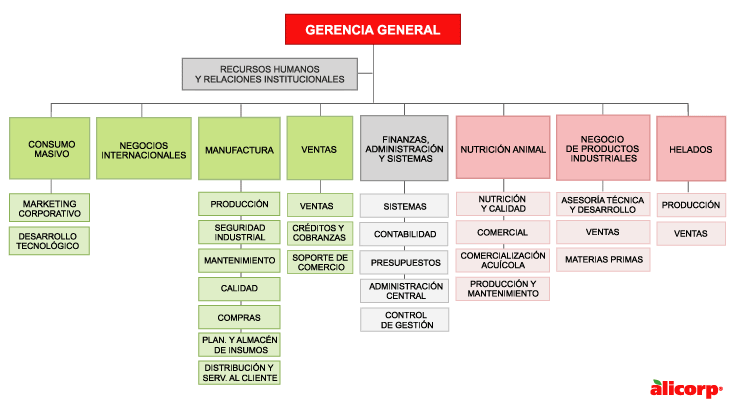 GERENCIA GENERAL
RECURSOS HUMANOS
Y RELACIONES INSTITUCIONALES
CONSUMO
MASIVO
MARKETING
CORPORATIVO
DESARROLLO
TECNOLÓGICO
NEGOCIOS
INTERNACIONALES
MANUFACTURA
PRODUCCIÓN
SEGURIDAD
INDUSTRIAL
MANTENIMIENTO
CALIDAD
COMPRAS
PLAN. Y ALMACÉN
DE INSUMOS
DISTRIBUCIÓN Y
SERV. AL CLIENTE
VENTAS
VENTAS
CRÉDITOS Y
COBRANZAS
SOPORTE DE
COMERCIO
FINANZAS,
ADMINISTRACIÓN
Y SISTEMAS
SISTEMAS
CONTABILIDAD
PRESUPUESTOS
ADMINISTRACIÓN
CENTRAL
CONTROL
DE GESTIÓN
NUTRICIÓN ANIMAL
NUTRICIÓN
Y CALIDAD
COMERCIAL
COMERCIALIZACIÓN
ACUÍCOLA
PRODUCCIÓN Y
MANTENIMIENTO
NEGOCIO
DE PRODUCTOS
INDUSTRIALES
ASESORÍA TÉCNICA
Y DESARROLLO
VENTAS
MATERIAS PRIMAS
HELADOS
PRODUCCIÓN
VENTAS
alicorp®